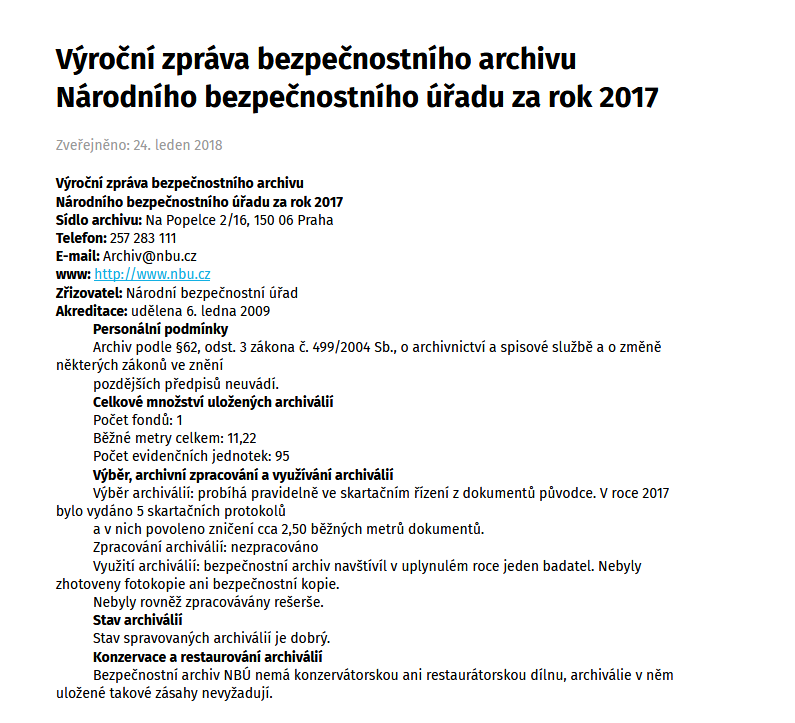 Výroční zpráva bezpečnostního archivu
Národního bezpečnostního úřadu za rok 2017
Zveřejněno: 24. leden 2018
Výroční zpráva bezpečnostního archivu
Národního bezpečnostního úřadu za rok 2017
Sídlo archivu: Na Popelce 2/16, 150 06 Praha
Telefon: 257 283 111
E-mail: Archiv@nbu.cz
www: http://www.nbu.cz
Zřizovatel: Národní bezpečnostní úřad
Akreditace: udělena 6. ledna 2009
Personální podmínky
Archiv podle §62, odst. 3 zákona č. 499/2004 Sb., o archivnictví a spisové službě a o změně
některých zákonů ve znění
pozdějších předpisů neuvádí.
Celkové množství uložených archiválií
Počet fondů: 1
Běžné metry celkem: 11,22
Počet evidenčních jednotek: 95
Výběr, archivní zpracování a využívání archiválií
Výběr archiválií: probíhá pravidelně ve skartačním řízení z dokumentů původce. V roce 2017
bylo vydáno 5 skartačních protokolů
a v nich povoleno zničení cca 2,50 běžných metrů dokumentů.
Zpracování archiválií: nezpracováno
Využití archiválií: bezpečnostní archiv navštívil v uplynulém roce jeden badatel. Nebyly
zhotoveny fotokopie ani bezpečnostní kopie.
Nebyly rovněž zpracovávány rešerše.
Stav archiválií
Stav spravovaných archiválií je dobrý.
Konzervace a restaurování archiválií
Bezpečnostní archiv NBÚ nemá konzervátorskou ani restaurátorskou dílnu, archiválie v něm
uložené takové zásahy nevyžadují.